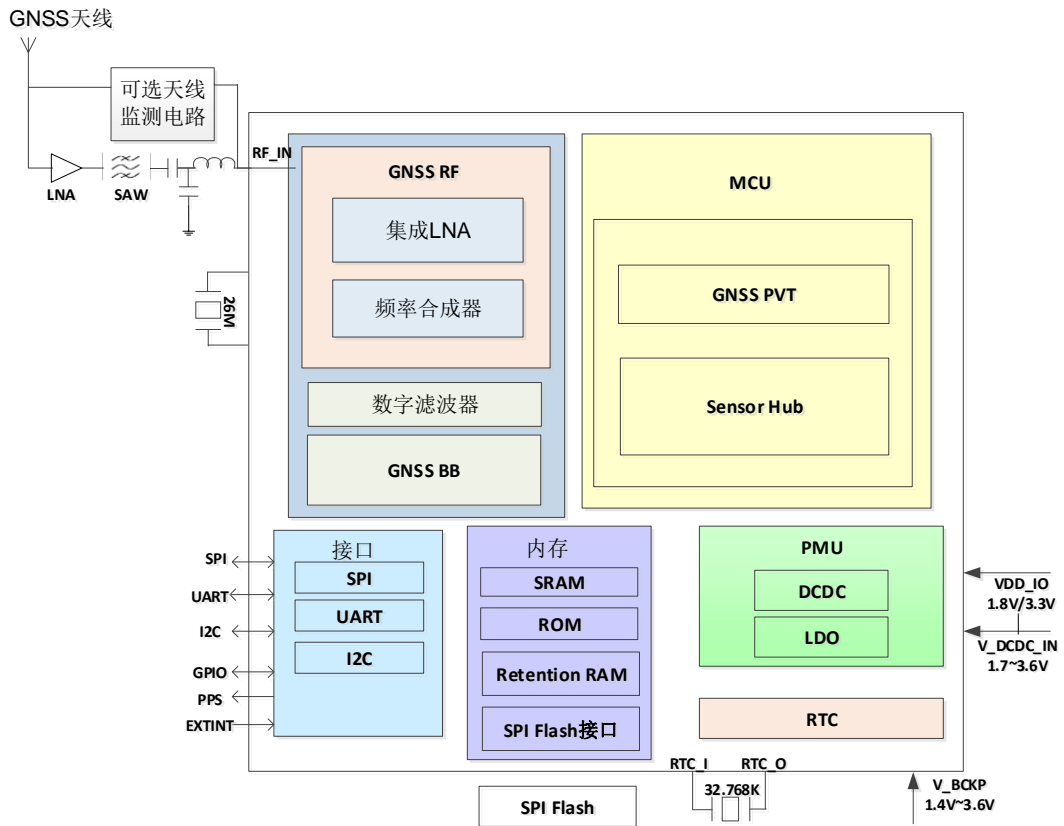 GNSS天线
可选天线
监测电路
RF_IN
LNA
SAW
26M
GNSS RF
集成LNA
频率合成器
数字滤波器
GNSS BB
MCU
GNSS PVT
Sensor Hub
接口
SPI
UART
I2C
SPI
UART
I2C
GPIO
PPS
EXTINT
内存
SRAM
ROM
Retention RAM
SPI Flash接口
PMU
DCDC
LDO
RTC
VDD_IO
1.8V/3.3V
V_DCDC_IN
1.7~3.6V
RTC_I
RTC_O
32.768K
V_BCKP
1.4V~3.6V
SPI Flash